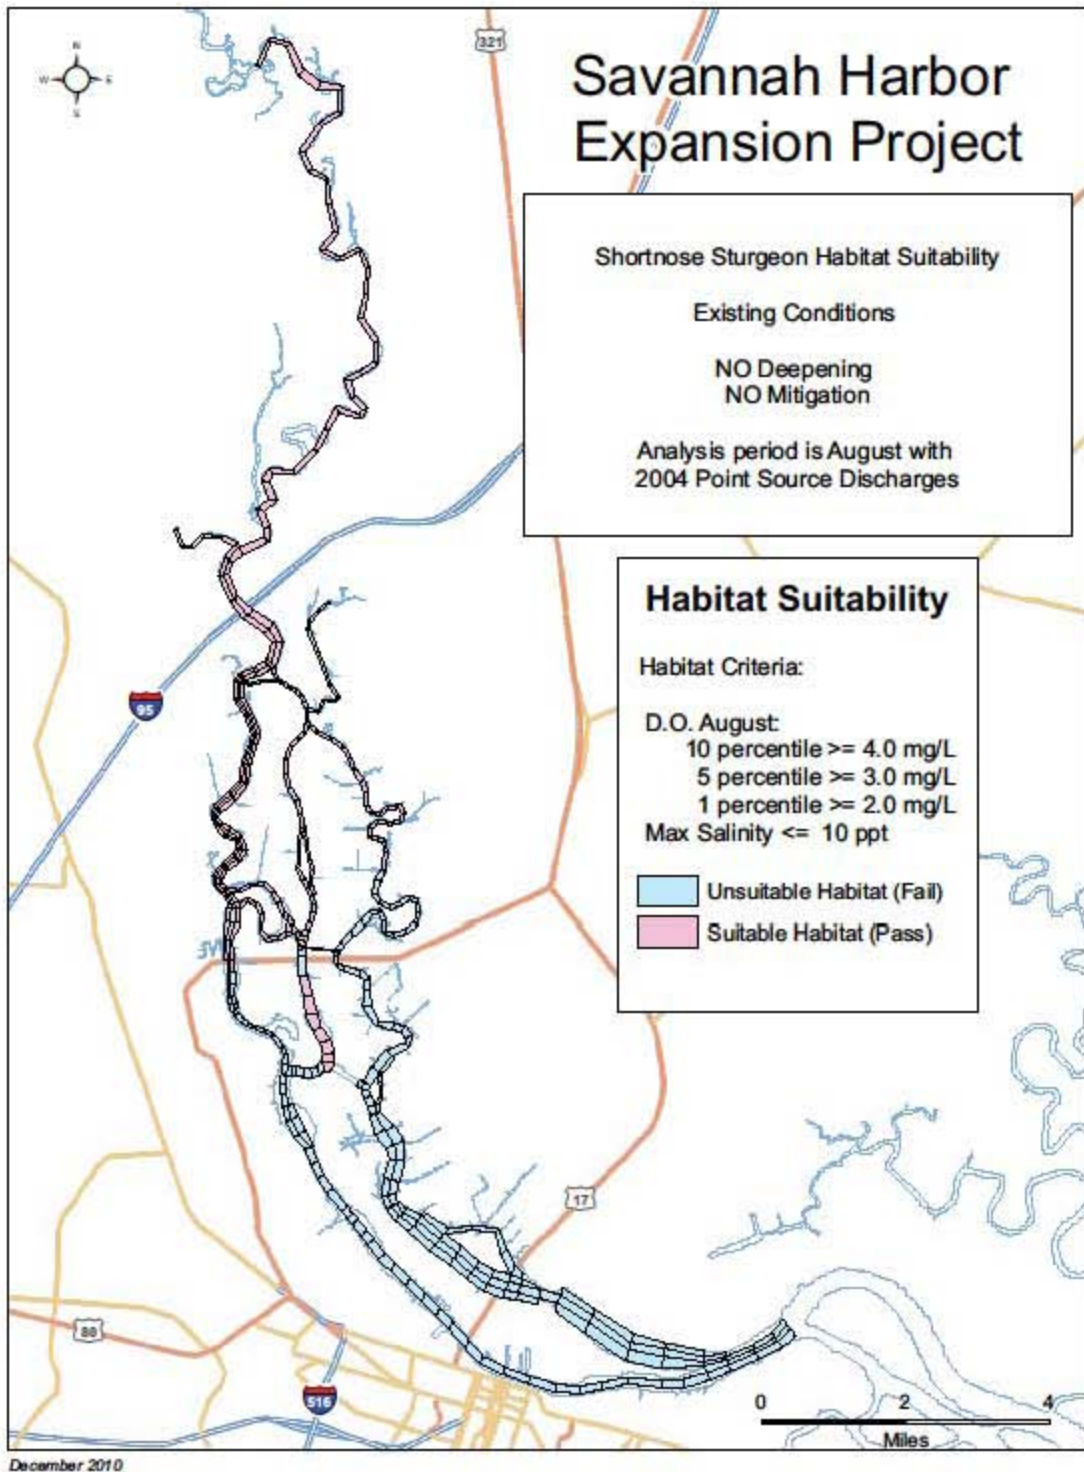 N
W
E
S
321
Savannah Harbor
Expansion Project
Shortnose Sturgeon Habitat Suitability
Existing Conditions
NO Deepening
NO Mitigation
Analysis period is August with
2004 Point Source Discharges
Habitat Suitability
Habitat Criteria:
D.O. August:
10 percentile >= 4.0 mg/L
5 percentile >= 3.0 mg/L
1 percentile >= 2.0 mg/L
Max Salinity <= 10 ppt
Unsuitable Habitat (Fail)
Suitable Habitat (Pass)
95
17
80
516
0 2 4
Miles
December 2010